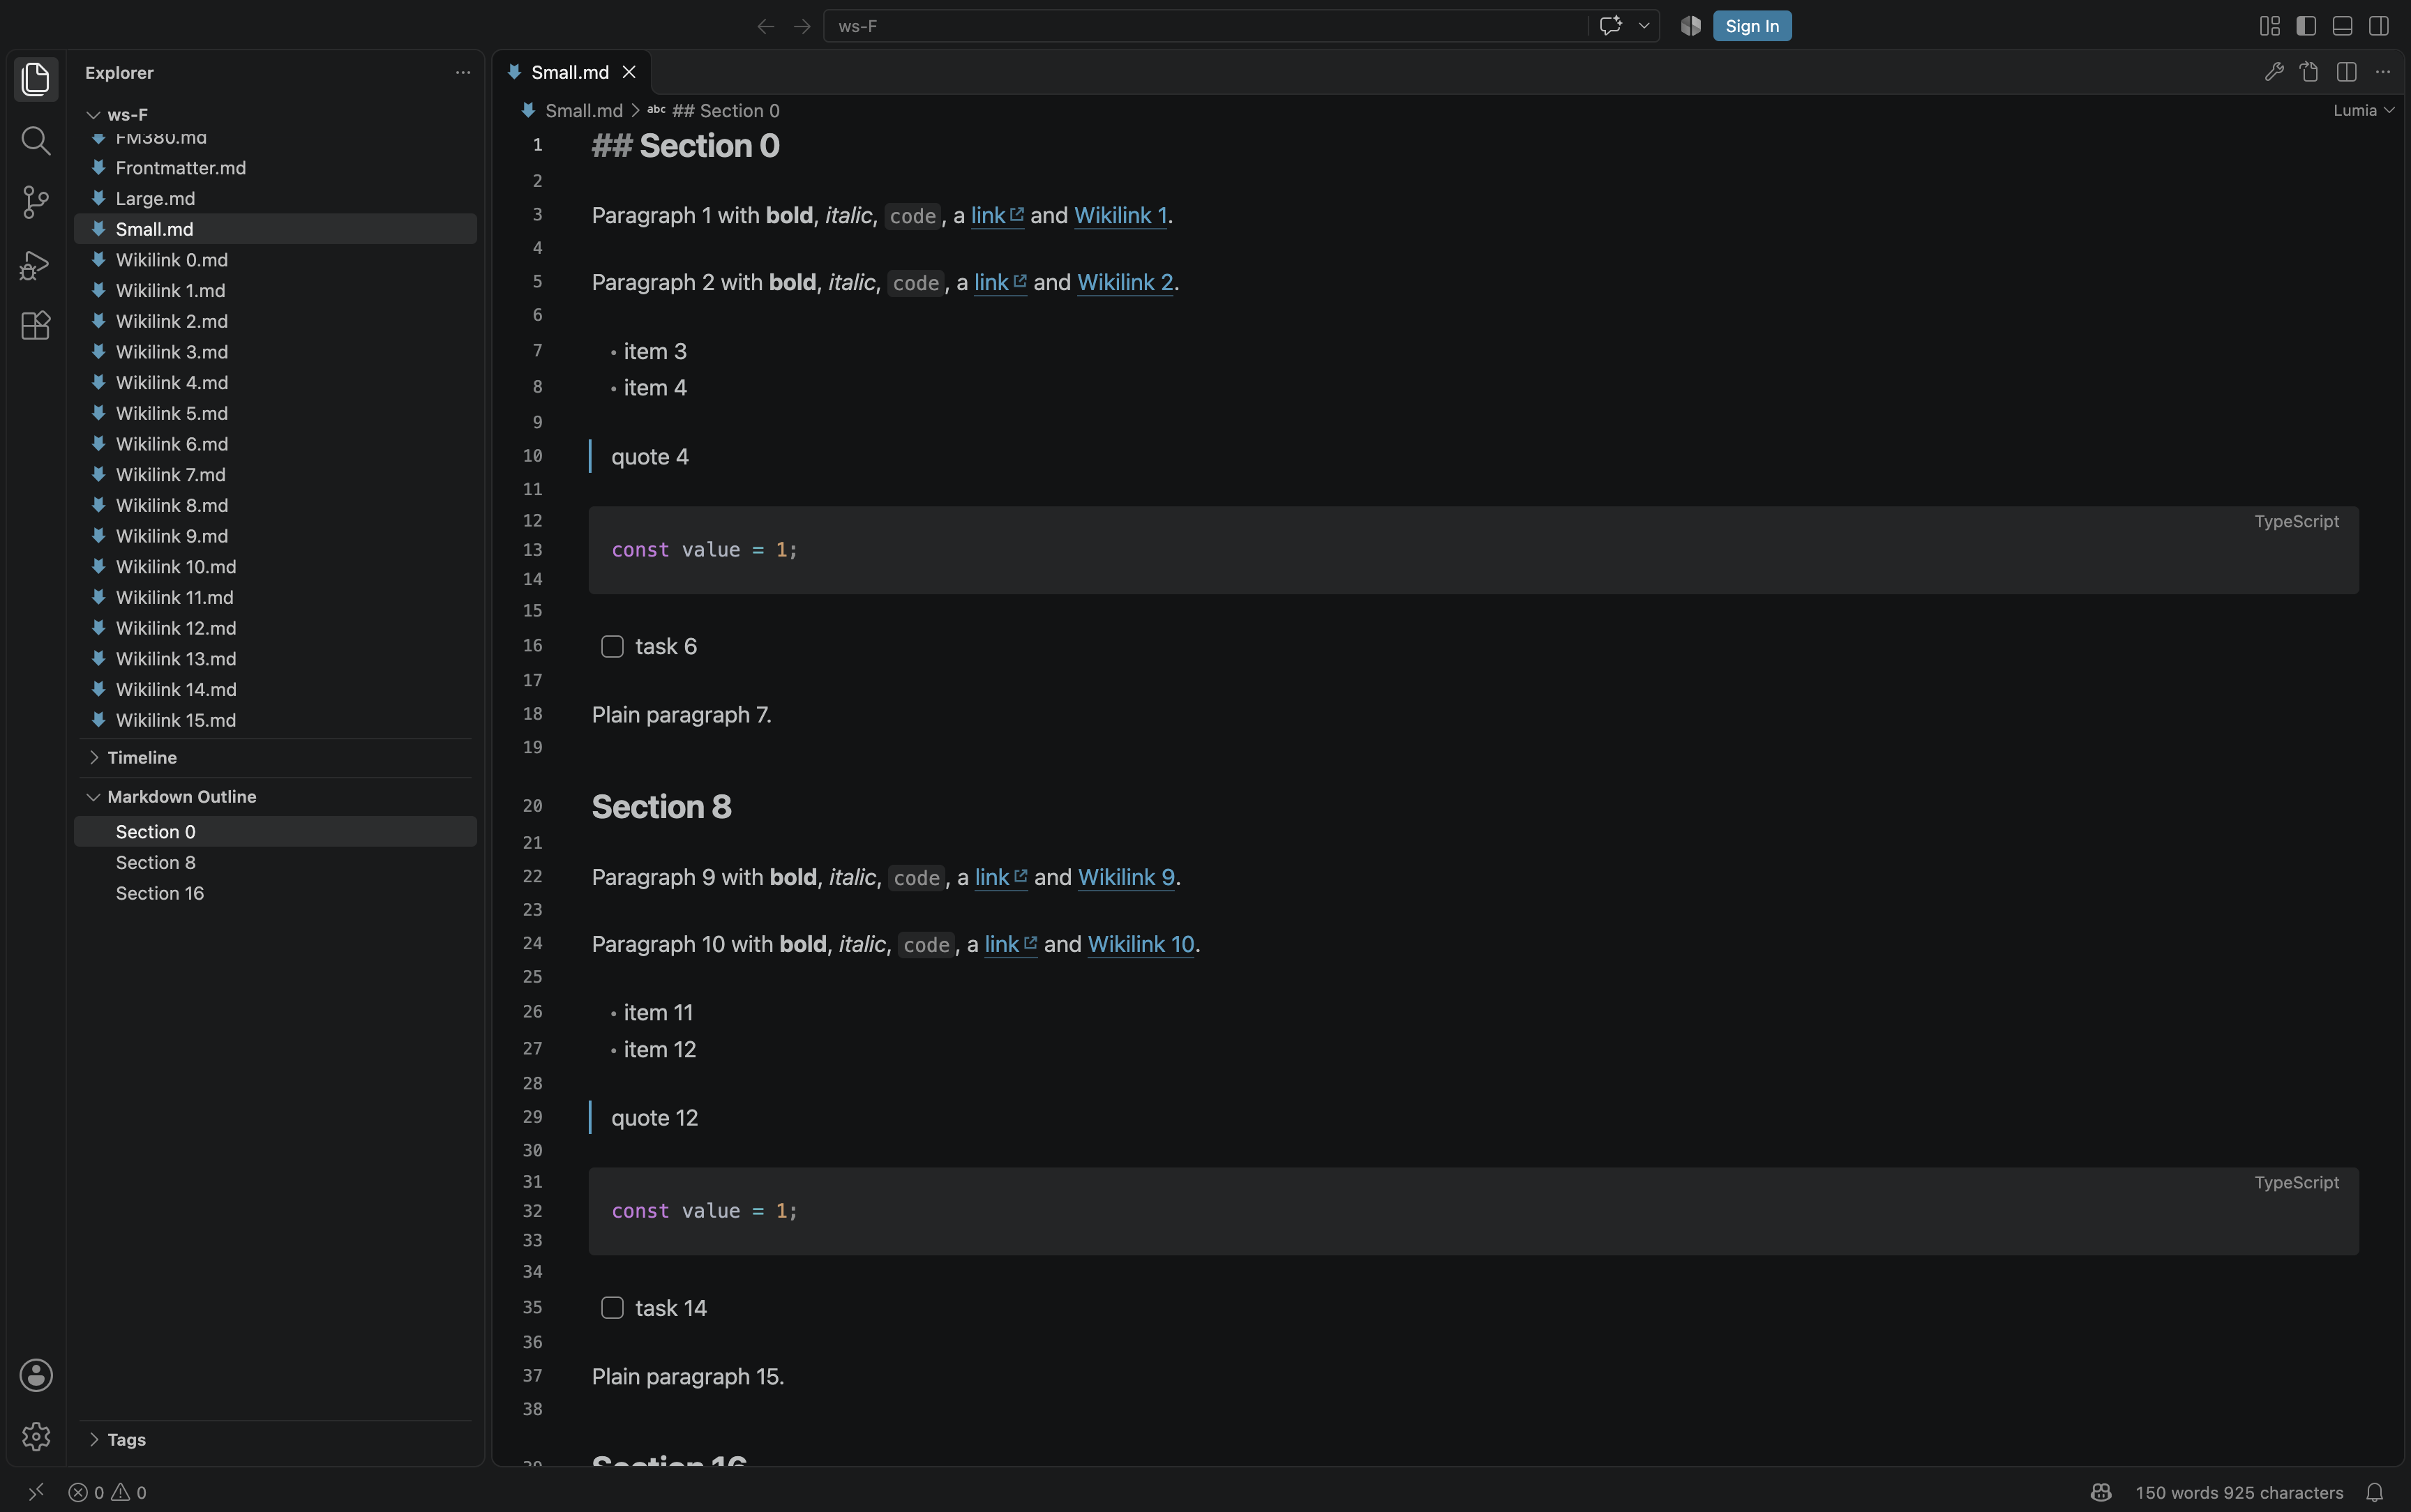 ws-F
Sign In
Explorer
ws-F
FM380.md
Frontmatter.md
Large.md
Small.md
Wikilink 0.md
Wikilink 1.md
Wikilink 2.md
Wikilink 3.md
Wikilink 4.md
Wikilink 5.md
Wikilink 6.md
Wikilink 7.md
Wikilink 8.md
Wikilink 9.md
Wikilink 10.md
Wikilink 11.md
Wikilink 12.md
Wikilink 13.md
Wikilink 14.md
Wikilink 15.md
Timeline
Markdown Outline
Section 0
Section 8
Section 16
Tags
Small.md
Small.md > abc ## Section 0
Lumia
1 ## Section 0
2
3 Paragraph 1 with bold, italic, code, a link and Wikilink 1.
4
5 Paragraph 2 with bold, italic, code, a link and Wikilink 2.
6
7 • item 3
8 • item 4
9
10 quote 4
11
12 TypeScript
13 const value = 1;
14
15
16 task 6
17
18 Plain paragraph 7.
19
20 Section 8
21
22 Paragraph 9 with bold, italic, code, a link and Wikilink 9.
23
24 Paragraph 10 with bold, italic, code, a link and Wikilink 10.
25
26 • item 11
27 • item 12
28
29 quote 12
30
31 TypeScript
32 const value = 1;
33
34
35 task 14
36
37 Plain paragraph 15.
38
39 Section 16
0 0
150 words 925 characters